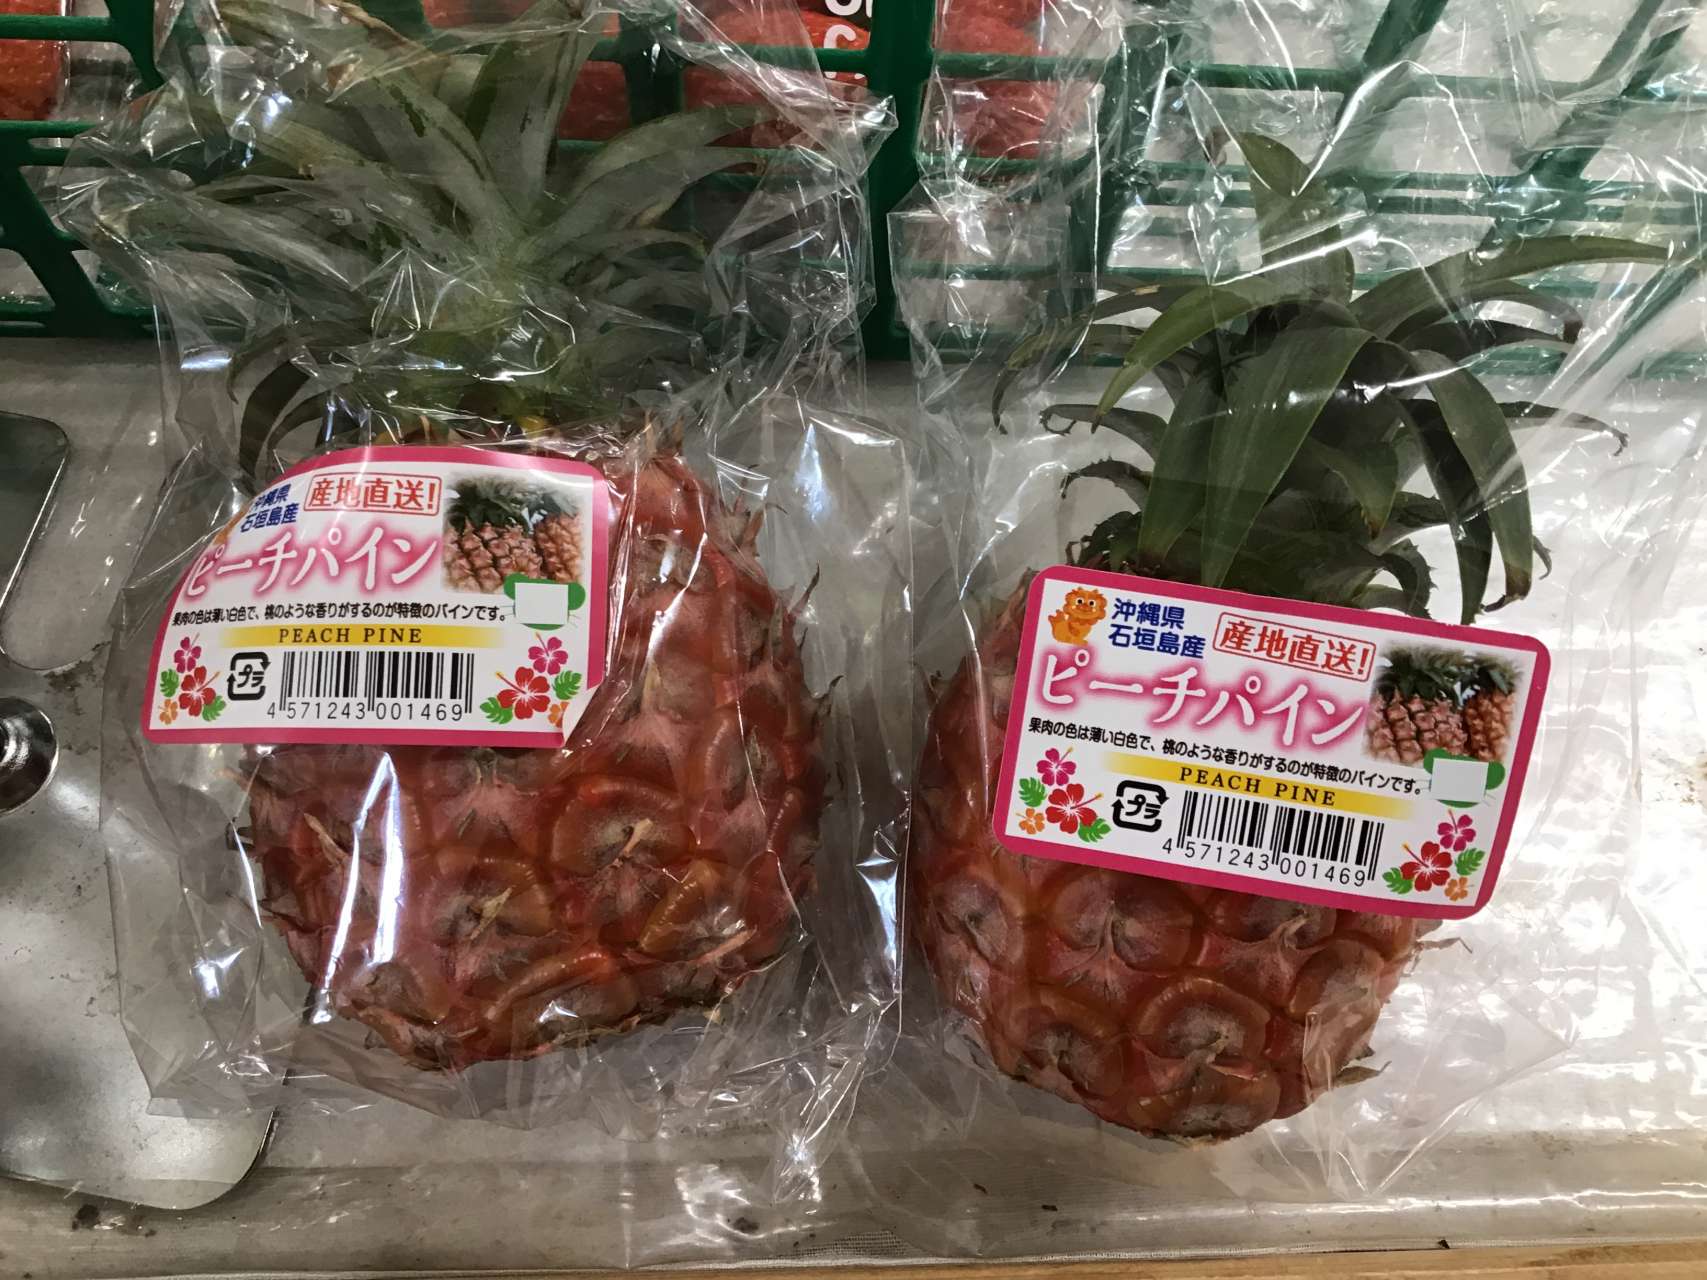 沖縄県
石垣島産
産地直送!
ピーチパイン
果肉の色は薄い白色で、桃のような香りがするのが特徴のパインです。
PEACH PINE
プラ
4 571243 001469
沖縄県
石垣島産
産地直送!
ピーチパイン
果肉の色は薄い白色で、桃のような香りがするのが特徴のパインです。
PEACH PINE
プラ
4 571243 001469